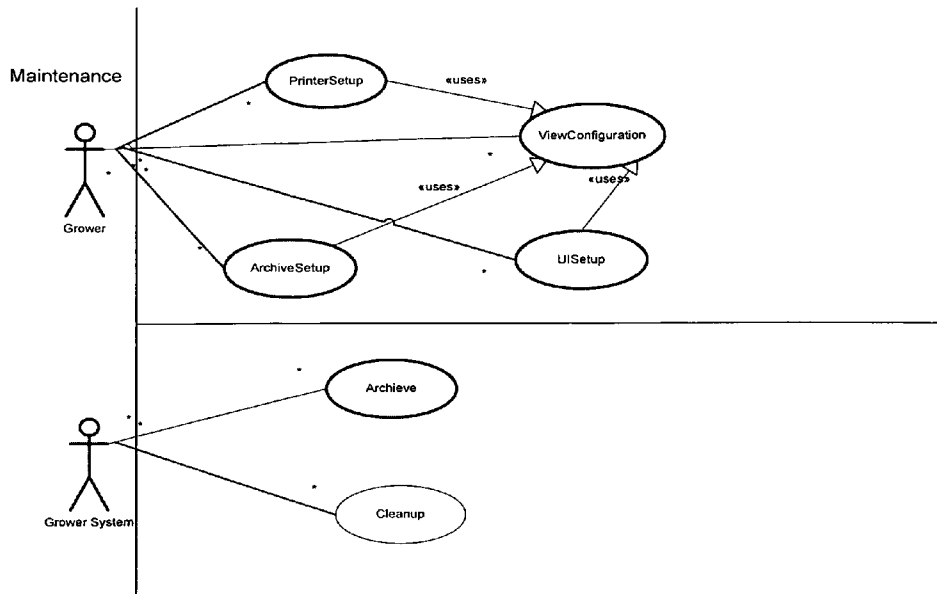 Maintenance
PrinterSetup
«uses»
ViewConfiguration
*
*
* * * *
«uses»
«uses»
Grower
*
ArchiveSetup
*
UISetup
*
Archieve
* *
*
Cleanup
Grower System